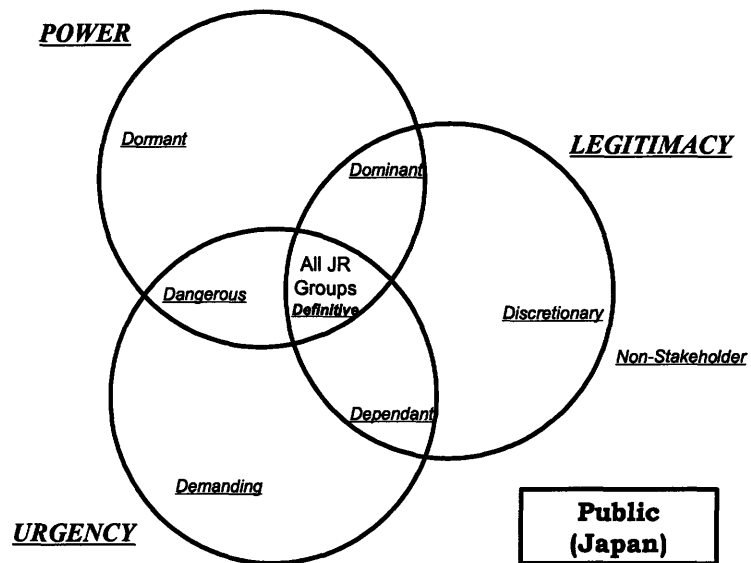 POWER
Dormant
LEGITIMACY
Dominant
All JR
Groups
Definitive
Dangerous
Discretionary
Non-Stakeholder
Dependant
Demanding
URGENCY
Public
(Japan)